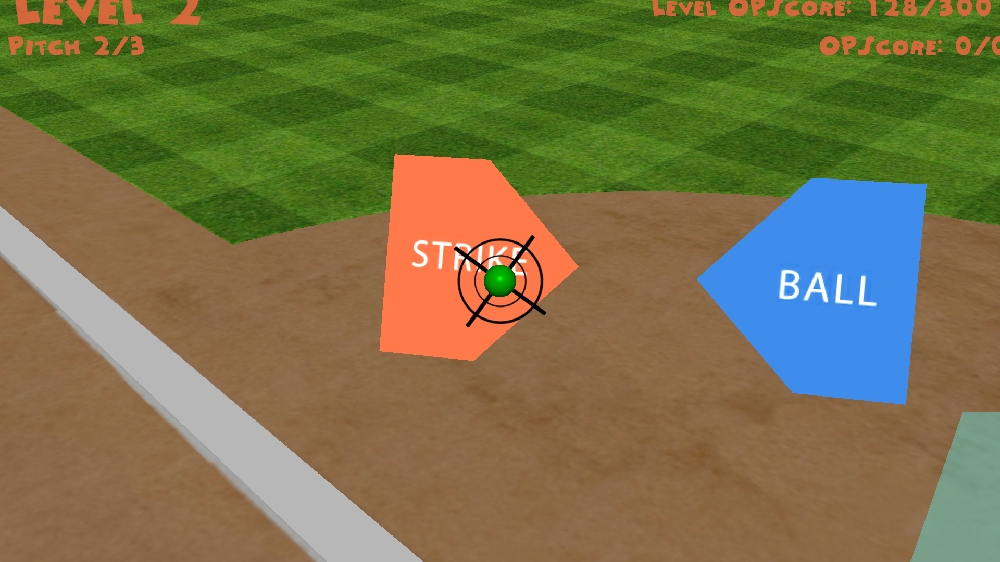 LEVEL 2
LEVEL OPSCORE: 128/300
PITCH 2/3
OPSCORE: 0/0
STRIKE
BALL